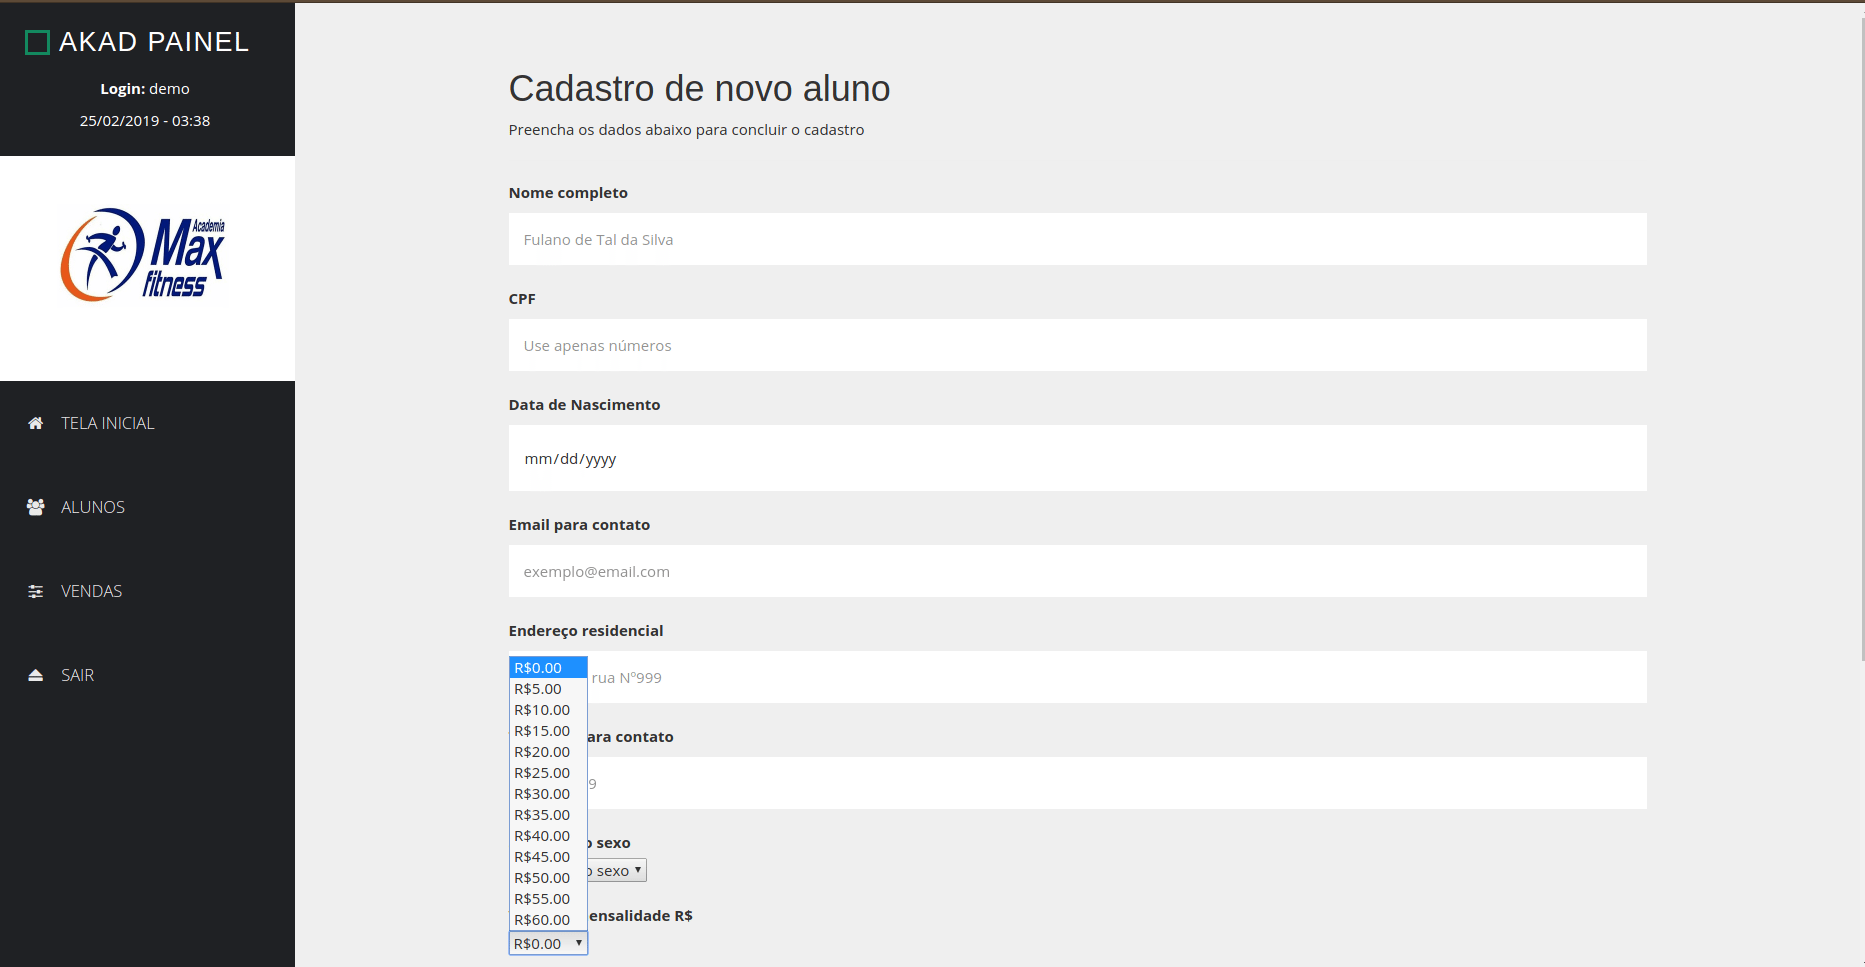 AKAD PAINEL
Login: demo
25/02/2019 - 03:38
Academia
Max
fitness
TELA INICIAL
ALUNOS
VENDAS
SAIR
Cadastro de novo aluno
Preencha os dados abaixo para concluir o cadastro
Nome completo
Fulano de Tal da Silva
CPF
Use apenas números
Data de Nascimento
mm/dd/yyyy
Email para contato
exemplo@email.com
Endereço residencial
rua Nº999
ara contato
9
o sexo
o sexo
ensalidade R$
R$0.00
R$5.00
R$10.00
R$15.00
R$20.00
R$25.00
R$30.00
R$35.00
R$40.00
R$45.00
R$50.00
R$55.00
R$60.00
R$0.00